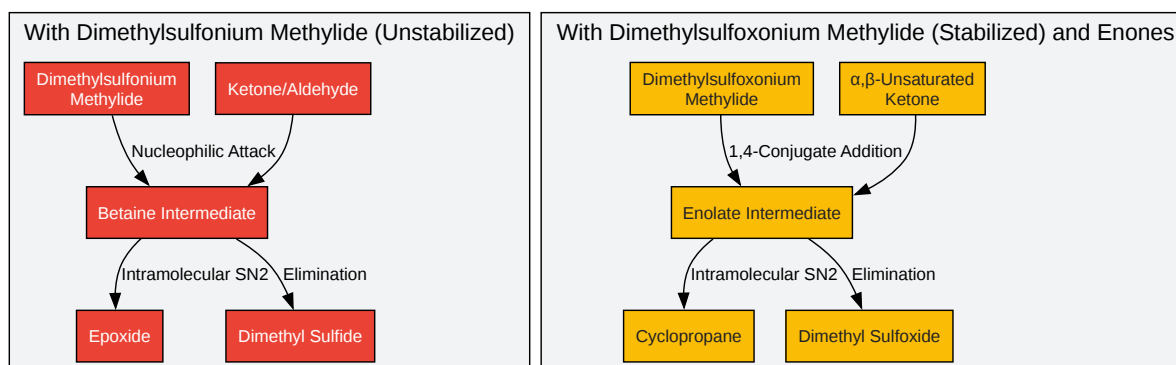 With Dimethylsulfonium Methylide (Unstabilized)
Dimethylsulfonium
Methylide
Ketone/Aldehyde
Nucleophilic Attack
Betaine Intermediate
Intramolecular SN2
Elimination
Epoxide
Dimethyl Sulfide
With Dimethylsulfoxonium Methylide (Stabilized) and Enones
Dimethylsulfoxonium
Methylide
α,β-Unsaturated
Ketone
1,4-Conjugate Addition
Enolate Intermediate
Intramolecular SN2
Elimination
Cyclopropane
Dimethyl Sulfoxide